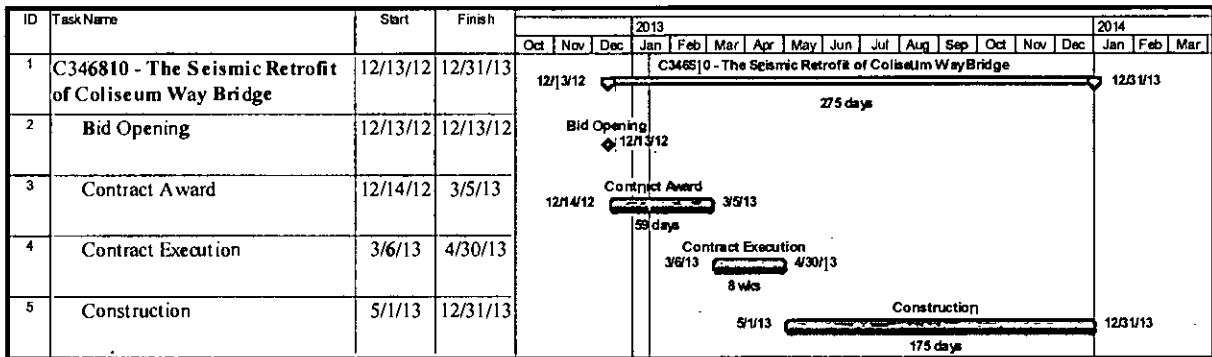 ID Task Name Start Finish
2013 2014
Oct Nov Dec Jan Feb Mar Apr May Jun Jul Aug Sep Oct Nov Dec Jan Feb Mar
1 C346810 - The Seismic Retrofit of Coliseum Way Bridge 12/13/12 12/31/13
C346510 - The Seismic Retrofit of Coliseum Way Bridge
12/13/12 12/31/13
275 days
2 Bid Opening 12/13/12 12/13/12
Bid Opening
12/13/12
3 Contract Award 12/14/12 3/5/13
Contract Award
12/14/12 3/5/13
59 days
4 Contract Execution 3/6/13 4/30/13
Contract Execution
3/6/13 4/30/13
8 wks
5 Construction 5/1/13 12/31/13
Construction
5/1/13 12/31/13
175 days